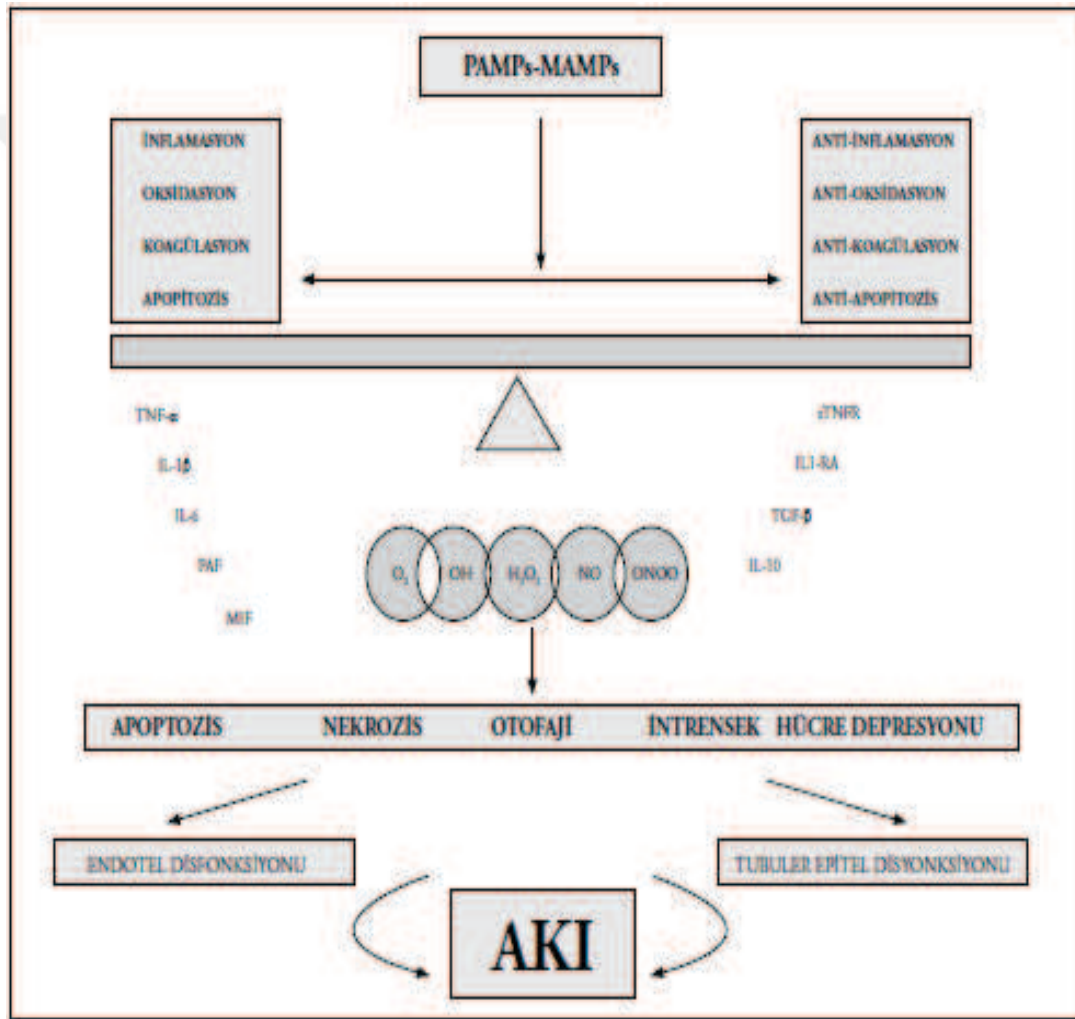 PAMPs-MAMPs
İNFLAMASYON
OKSİDASYON
KOAGÜLASYON
APOPİTOZİS
ANTİ-İNFLAMASYON
ANTİ-OKSİDASYON
ANTİ-KOAGÜLASYON
ANTİ-APOPİTOZİS
TNF-α
IL-1β
IL-6
PAF
MIF
sTNFR
IL1-RA
TGF-β
IL-10
O₂ OH H₂O₂ NO ONOO
APOPTOZİS NEKROZİS OTOFAJİ İNTRENSEK HÜCRE DEPRESYONU
ENDOTEL DİSFONKSİYONU
TUBULER EPİTEL DİSYONKSİYONU
AKI